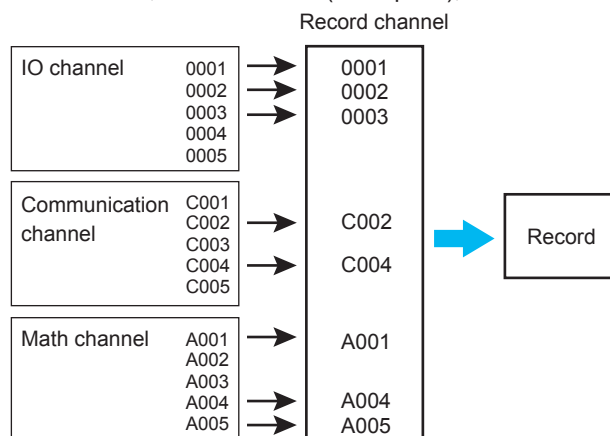 Record channel
IO channel
0001
0002
0003
0004
0005
Communication
channel
C001
C002
C003
C004
C005
Math channel
A001
A002
A003
A004
A005
0001
0002
0003
C002
C004
A001
A004
A005
Record